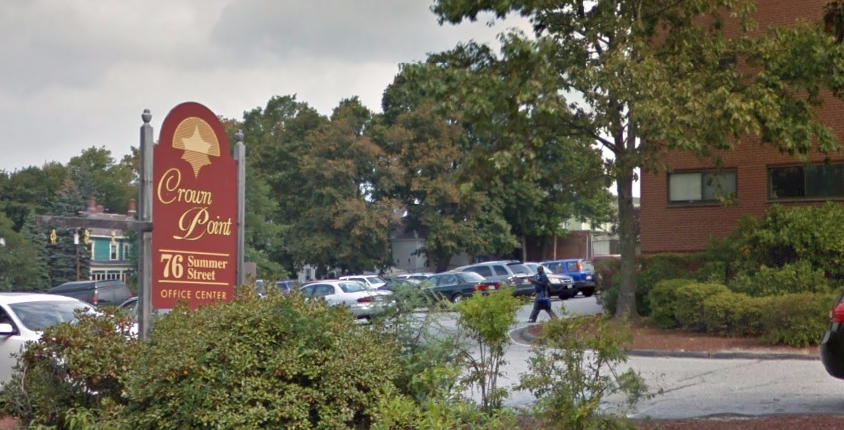 Crown
Point
76 Summer
Street
OFFICE CENTER